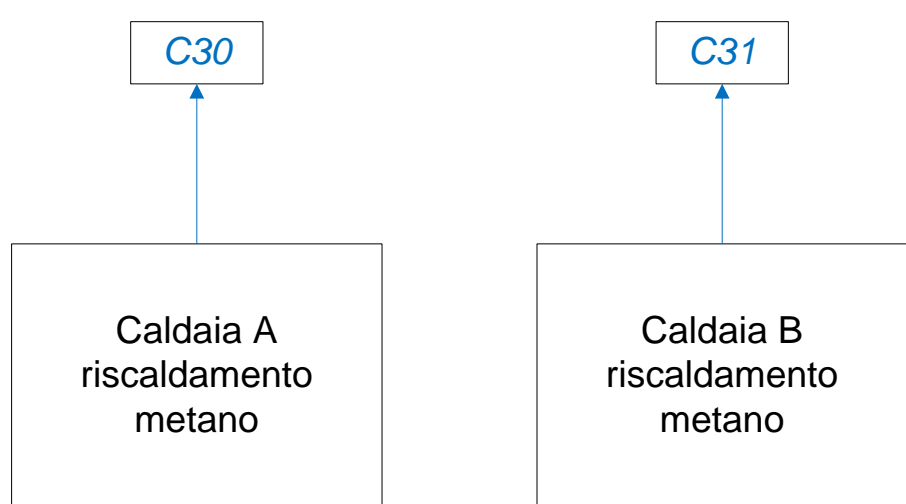 C30
C31
Caldaia A
riscaldamento
metano
Caldaia B
riscaldamento
metano